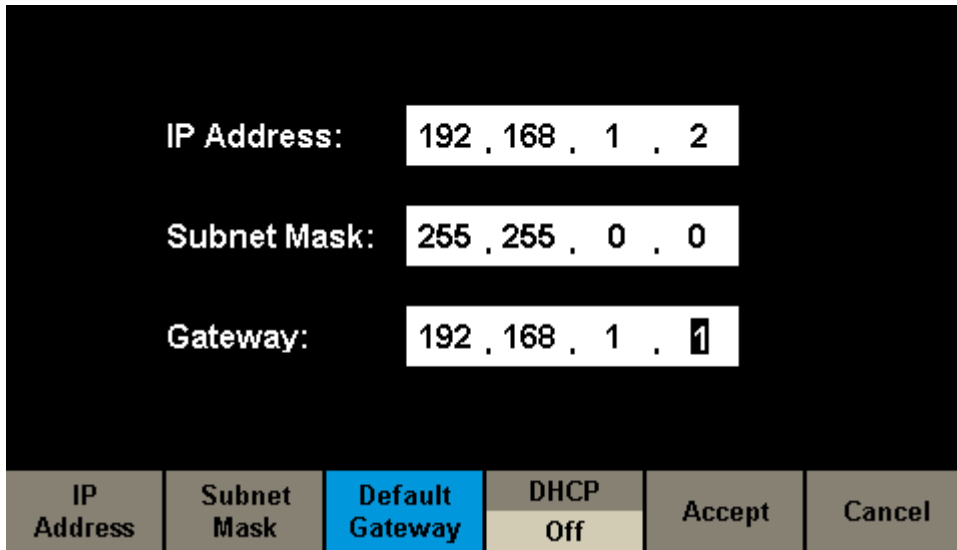 IP Address: 192 . 168 . 1 . 2
Subnet Mask: 255 . 255 . 0 . 0
Gateway: 192 . 168 . 1 . 1
IP Address
Subnet Mask
Default Gateway
DHCP
Off
Accept
Cancel